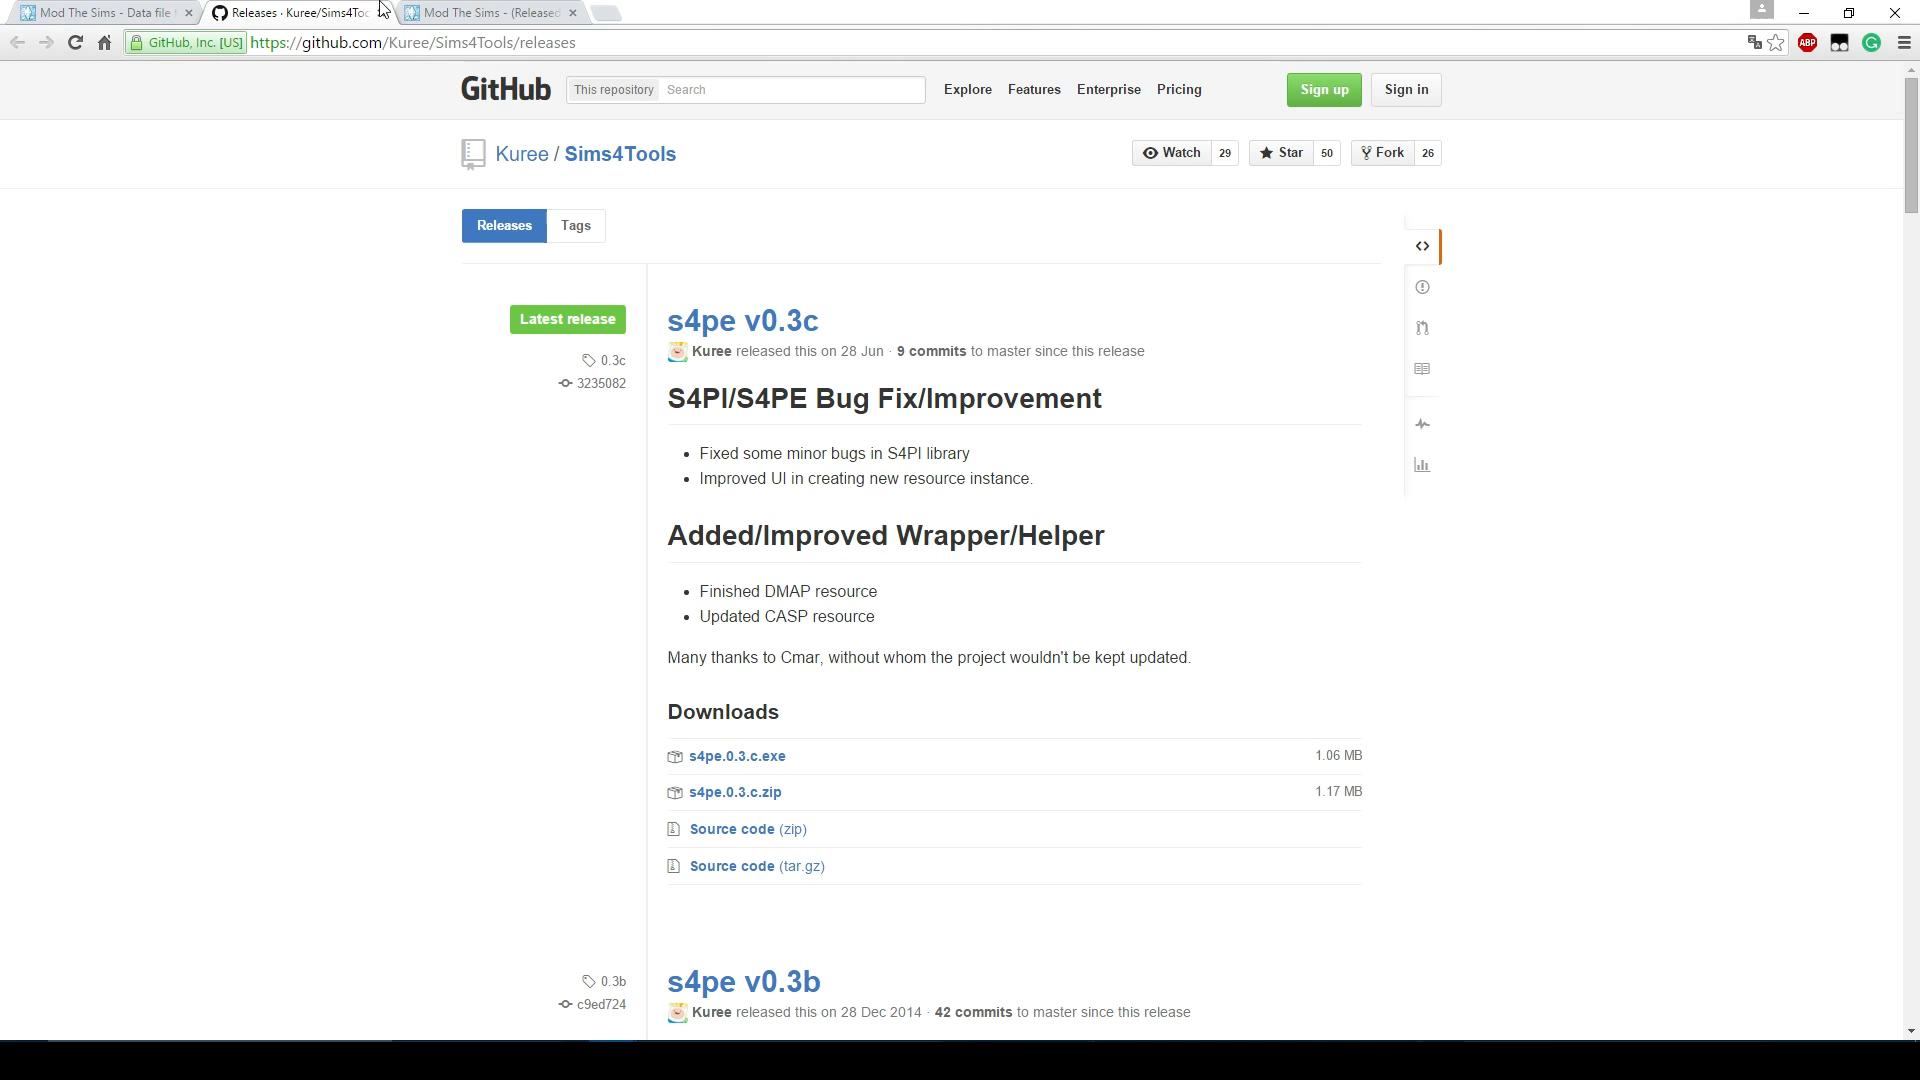 Mod The Sims - Data file
Releases · Kuree/Sims4Too
Mod The Sims - (Released
GitHub, Inc. [US] https://github.com/Kuree/Sims4Tools/releases
ABP
GitHub This repository Search Explore Features Enterprise Pricing Sign up Sign in
Kuree / Sims4Tools Watch 29 Star 50 Fork 26
Releases Tags
Latest release
0.3c
3235082
s4pe v0.3c
Kuree released this on 28 Jun · 9 commits to master since this release
S4PI/S4PE Bug Fix/Improvement
• Fixed some minor bugs in S4PI library
• Improved UI in creating new resource instance.
Added/Improved Wrapper/Helper
• Finished DMAP resource
• Updated CASP resource
Many thanks to Cmar, without whom the project wouldn't be kept updated.
Downloads
s4pe.0.3.c.exe 1.06 MB
s4pe.0.3.c.zip 1.17 MB
Source code (zip)
Source code (tar.gz)
0.3b
c9ed724
s4pe v0.3b
Kuree released this on 28 Dec 2014 · 42 commits to master since this release